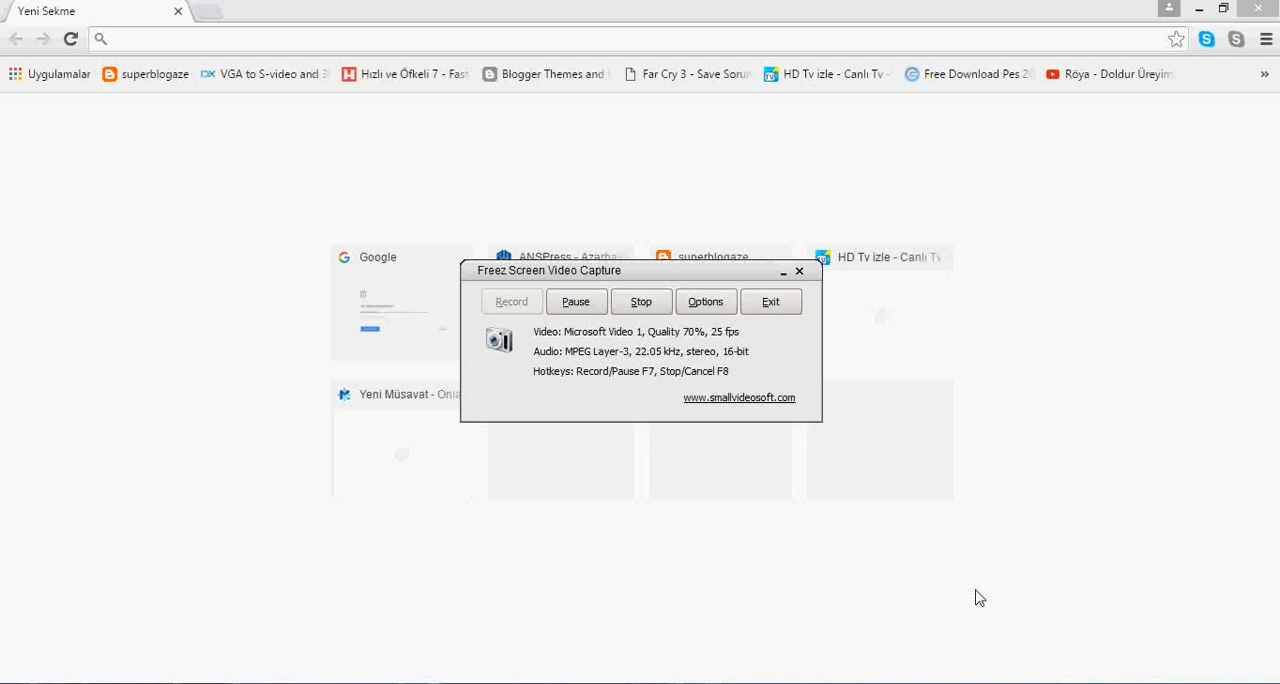 Yeni Sekme
Uygulamalar superblogaze VGA to S-video and 3 Hızlı ve Öfkeli 7 - Fast Blogger Themes and Far Cry 3 - Save Sorun HD Tv izle - Canlı Tv - Free Download Pes 20 Röya - Doldur Üreyim »
Google ANSPress - Azərba superblogaze HD Tv izle - Canlı Tv
Freez Screen Video Capture
Record Pause Stop Options Exit
Video: Microsoft Video 1, Quality 70%, 25 fps
Audio: MPEG Layer-3, 22.05 kHz, stereo, 16-bit
Hotkeys: Record/Pause F7, Stop/Cancel F8
www.smallvideosoft.com
Yeni Müsavat - Onla